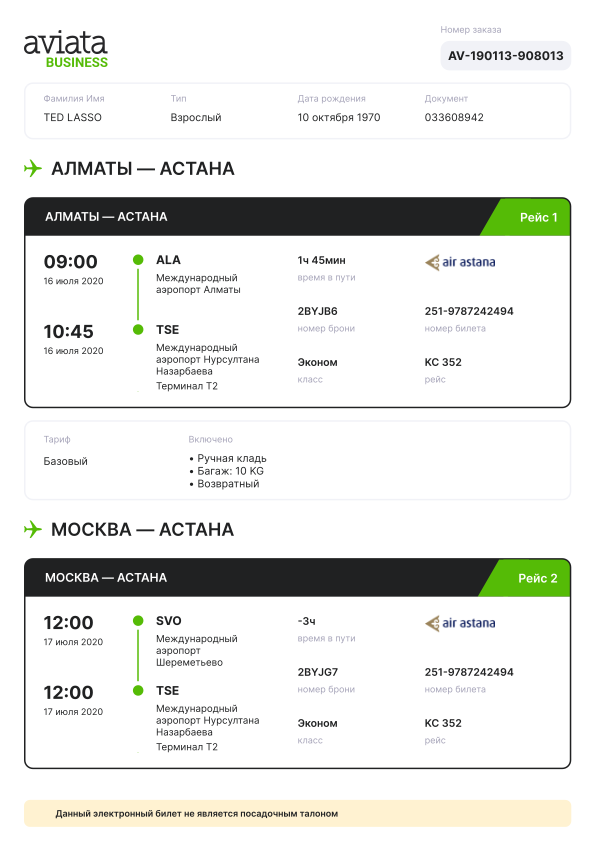 aviata
BUSINESS
Номер заказа
AV-190113-908013
Фамилия Имя Тип Дата рождения Документ
TED LASSO Взрослый 10 октября 1970 033608942
АЛМАТЫ — АСТАНА
АЛМАТЫ — АСТАНА Рейс 1
09:00 ALA 1ч 45мин air astana
16 июля 2020 Международный аэропорт Алматы время в пути
2BYJB6 251-9787242494
номер брони номер билета
10:45 TSE
16 июля 2020 Международный
аэропорт Нурсултана
Назарбаева
Терминал T2
Эконом KC 352
класс рейс
Тариф Включено
Базовый
• Ручная кладь
• Багаж: 10 KG
• Возвратный
МОСКВА — АСТАНА
МОСКВА — АСТАНА Рейс 2
12:00 SVO -3ч air astana
17 июля 2020 Международный
аэропорт
Шереметьево
время в пути
2BYJG7 251-9787242494
номер брони номер билета
12:00 TSE
17 июля 2020 Международный
аэропорт Нурсултана
Назарбаева
Терминал T2
Эконом KC 352
класс рейс
Данный электронный билет не является посадочным талоном